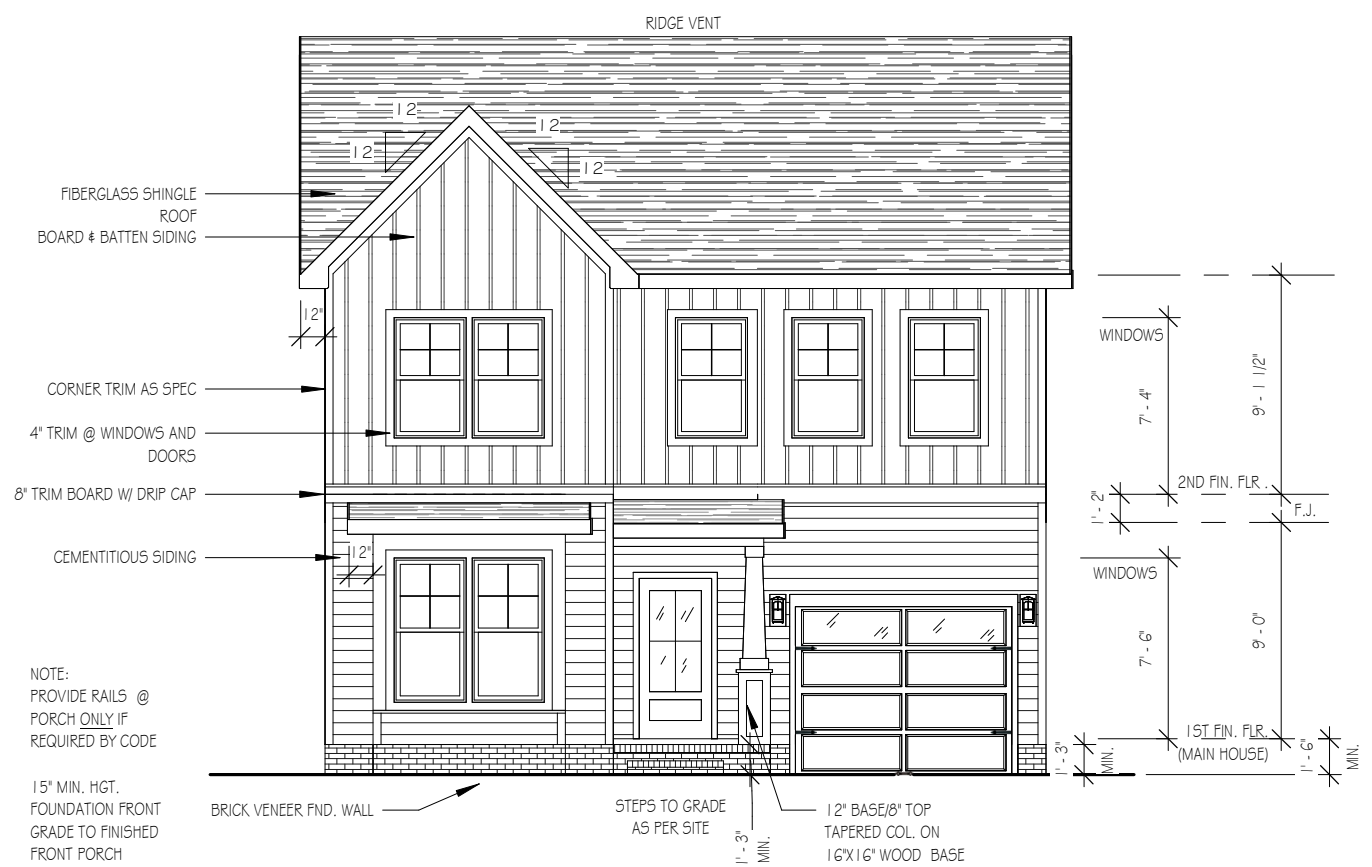 RIDGE VENT
12
12
12
12
FIBERGLASS SHINGLE
ROOF
BOARD & BATTEN SIDING
12"
CORNER TRIM AS SPEC
4" TRIM @ WINDOWS AND
DOORS
8" TRIM BOARD W/ DRIP CAP
CEMENTITIOUS SIDING
12"
WINDOWS
7' - 4"
9' - 1 1/2"
2ND FIN. FLR.
1' - 2"
F.J.
WINDOWS
7' - 6"
9' - 0"
1ST FIN. FLR.
(MAIN HOUSE)
1' - 3"
MIN.
1' - 6"
MIN.
NOTE:
PROVIDE RAILS @
PORCH ONLY IF
REQUIRED BY CODE
15" MIN. HGT.
FOUNDATION FRONT
GRADE TO FINISHED
FRONT PORCH
BRICK VENEER FND. WALL
STEPS TO GRADE
AS PER SITE
1' - 3"
MIN.
12" BASE/8" TOP
TAPERED COL. ON
16"X16" WOOD BASE